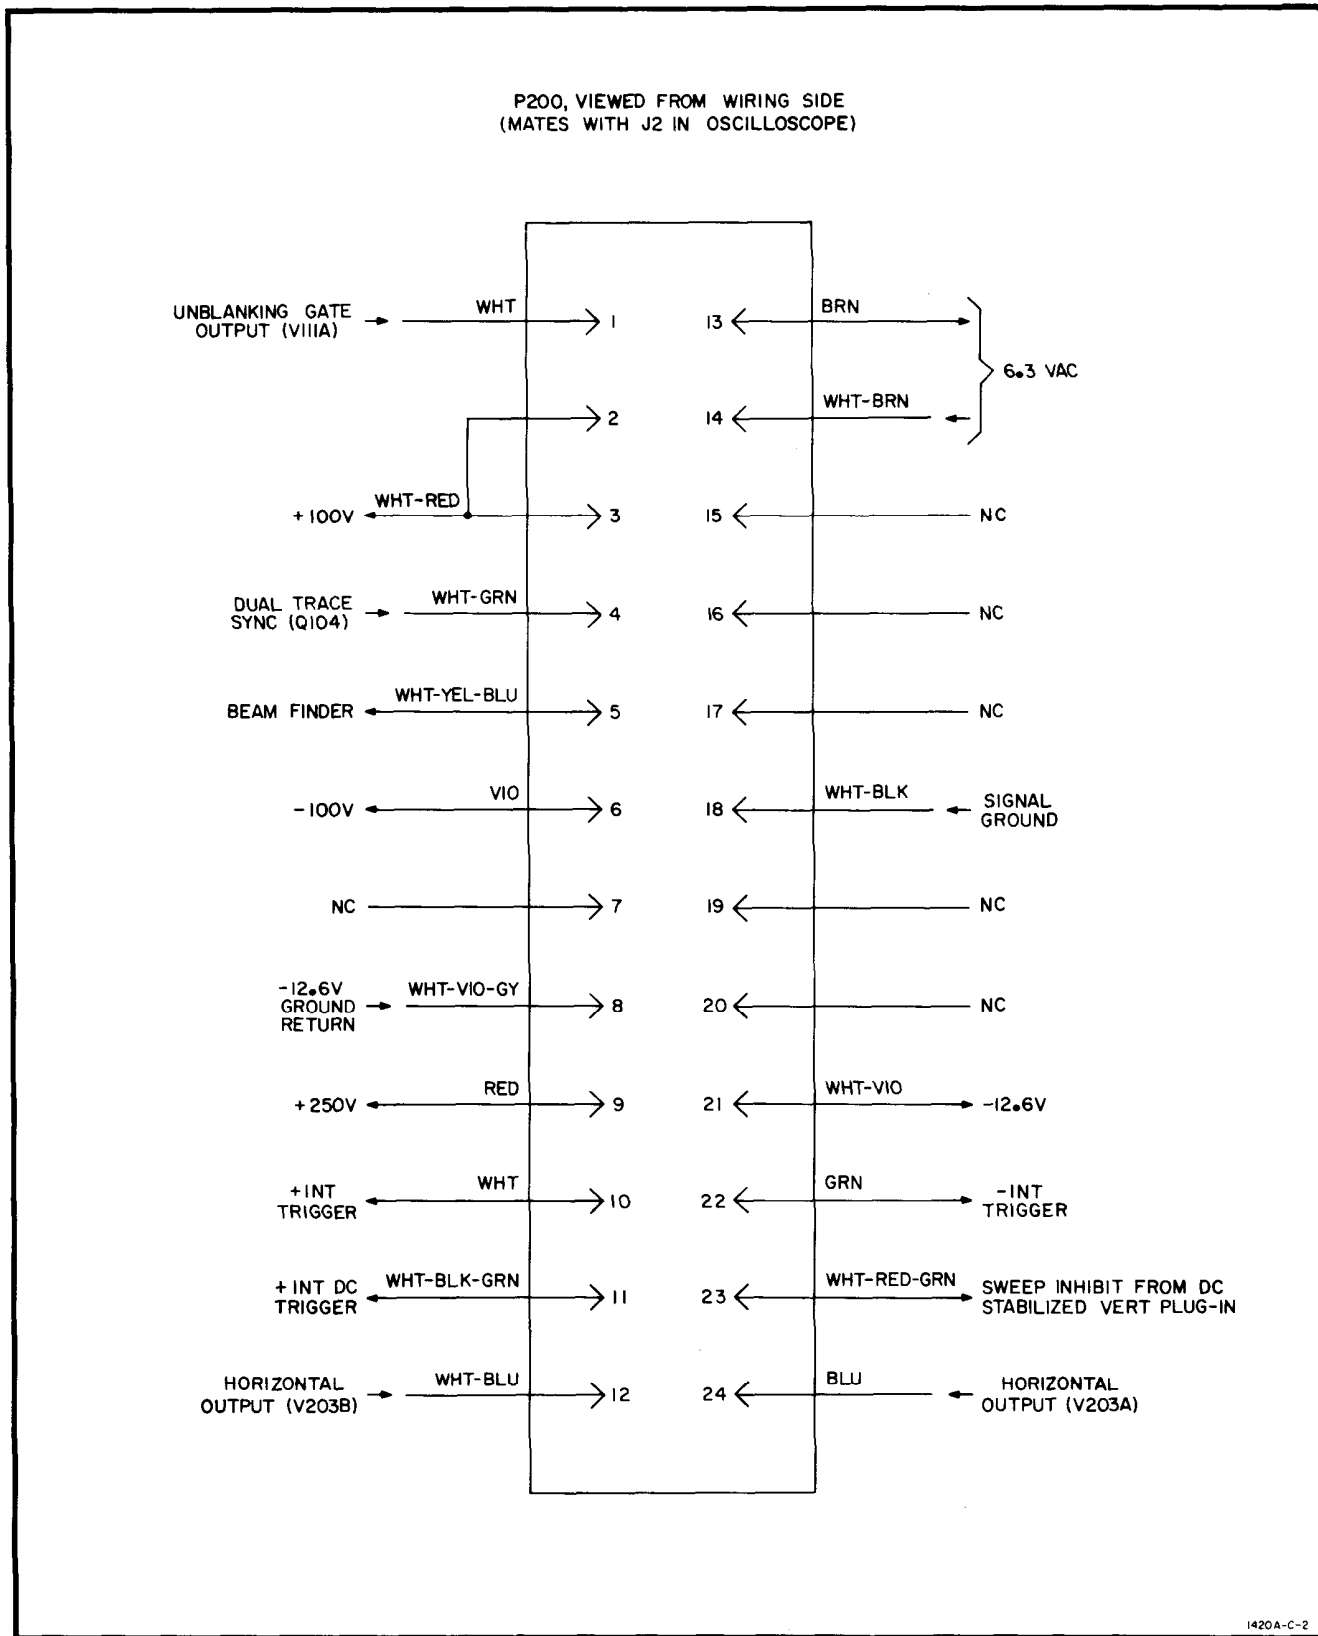 P200, VIEWED FROM WIRING SIDE
(MATES WITH J2 IN OSCILLOSCOPE)
UNBLANKING GATE
OUTPUT (V111A)
WHT
1
13
BRN
6.3 VAC
2
14
WHT-BRN
+100V
WHT-RED
3
15
NC
DUAL TRACE
SYNC (Q104)
WHT-GRN
4
16
NC
BEAM FINDER
WHT-YEL-BLU
5
17
NC
-100V
VIO
6
18
WHT-BLK
SIGNAL
GROUND
NC
7
19
NC
-12.6V
GROUND
RETURN
WHT-VIO-GY
8
20
NC
+250V
RED
9
21
WHT-VIO
-12.6V
+INT
TRIGGER
WHT
10
22
GRN
-INT
TRIGGER
+INT DC
TRIGGER
WHT-BLK-GRN
11
23
WHT-RED-GRN
SWEEP INHIBIT FROM DC
STABILIZED VERT PLUG-IN
HORIZONTAL
OUTPUT (V203B)
WHT-BLU
12
24
BLU
HORIZONTAL
OUTPUT (V203A)
1420A-C-2